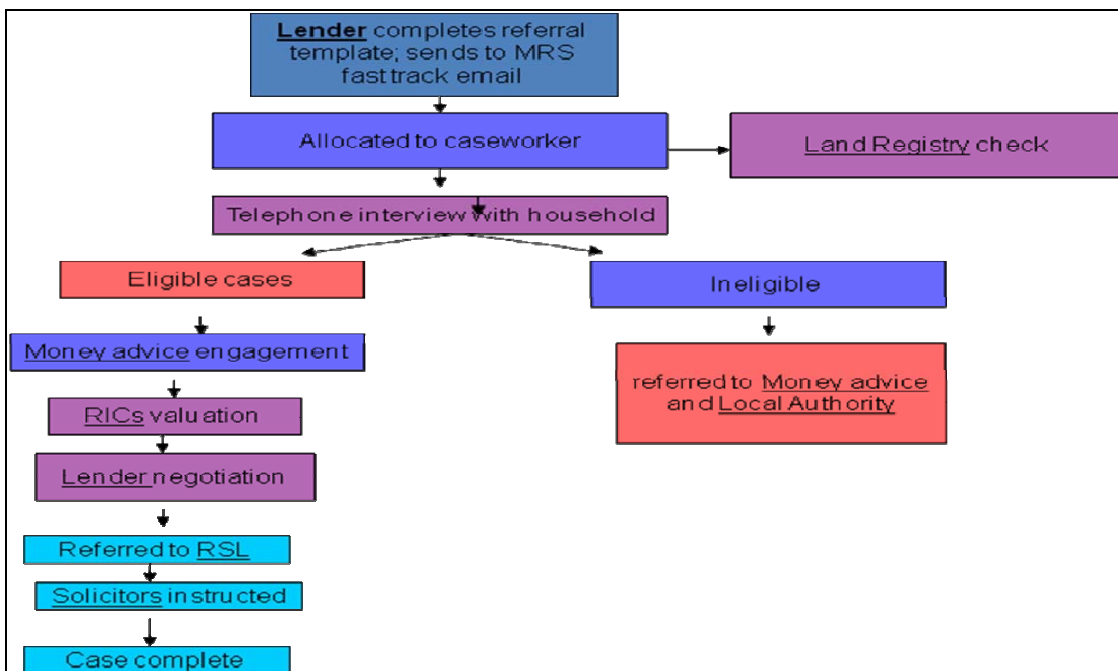 Lender completes referral
template; sends to MRS
fast track email
Allocated to caseworker
Land Registry check
Telephone interview with household
Eligible cases
Ineligible
Money advice engagement
referred to Money advice
and Local Authority
RICs valuation
Lender negotiation
Referred to RSL
Solicitors instructed
Case complete